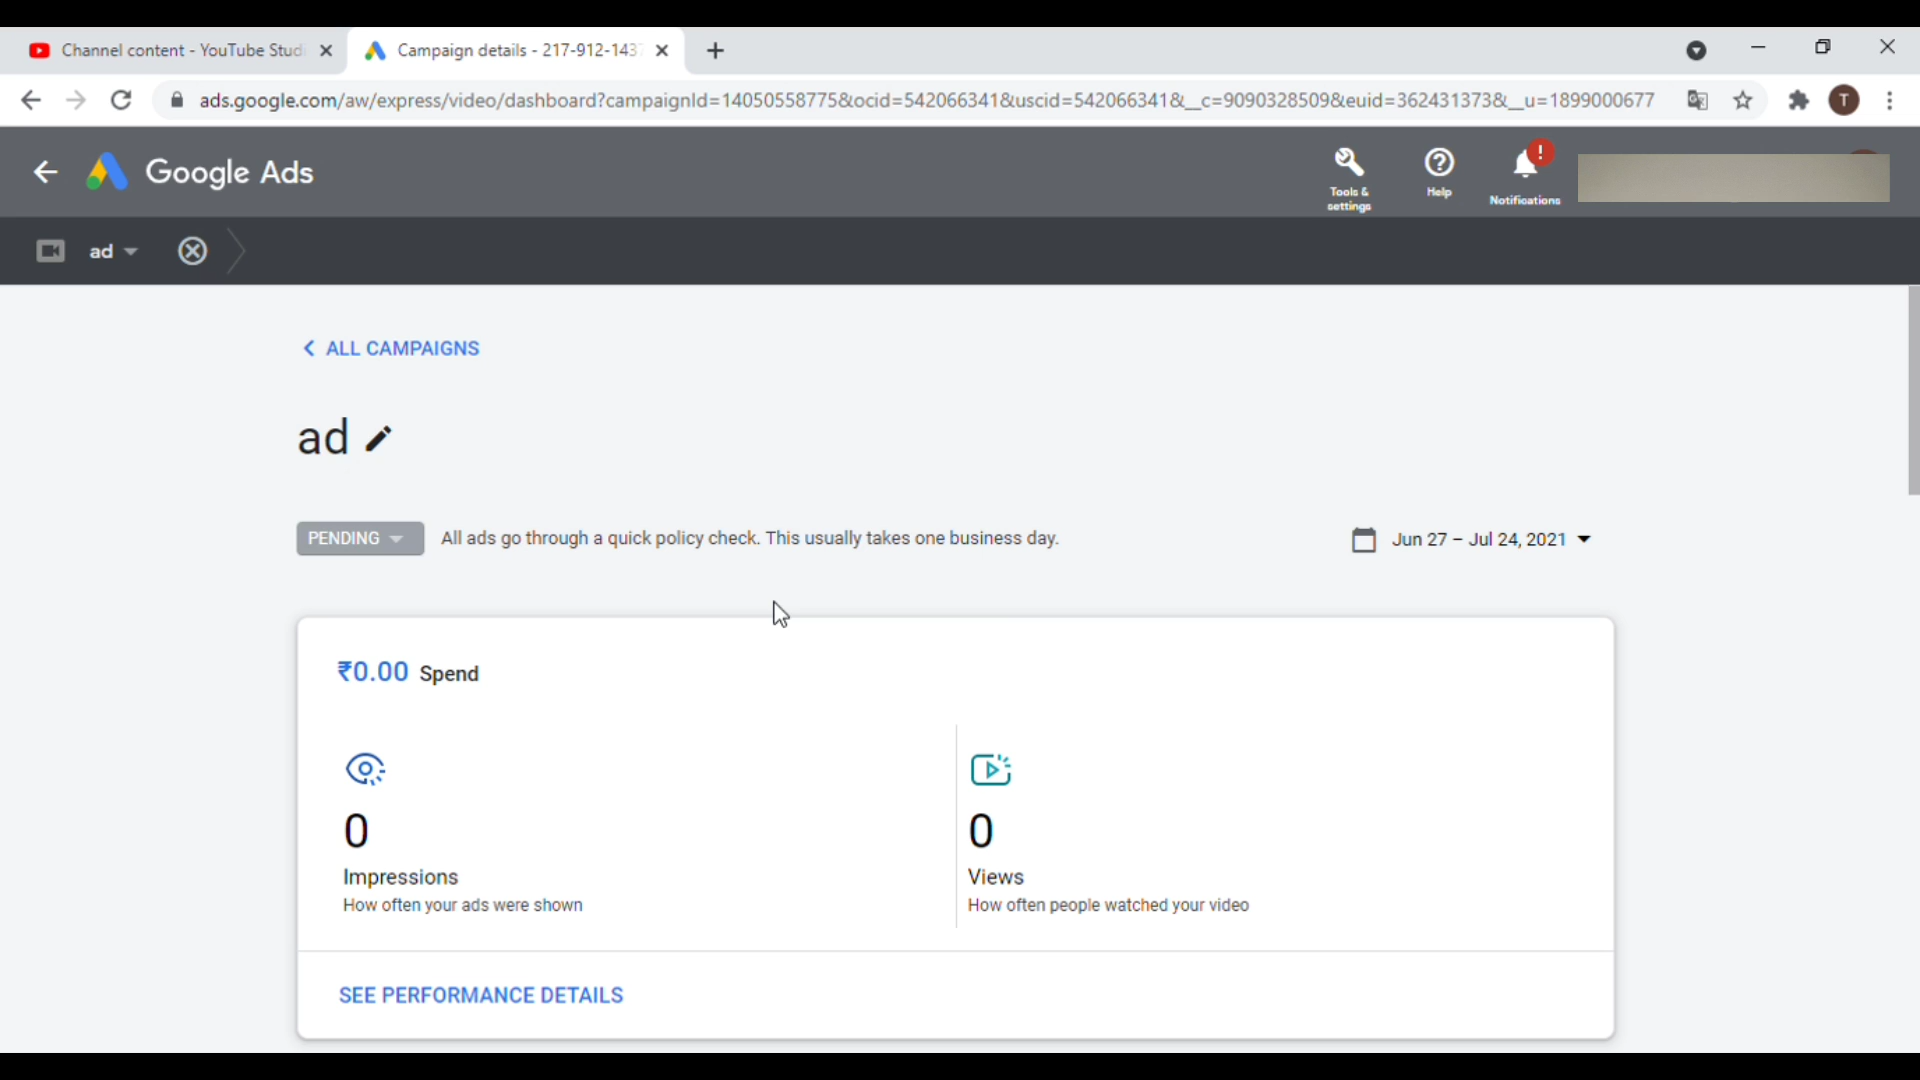 Channel content - YouTube Studi
Campaign details - 217-912-1437
ads.google.com/aw/express/video/dashboard?campaignId=14050558775&ocid=542066341&uscid=542066341&__c=9090328509&euid=362431373&__u=1899000677
T
Google Ads
Tools &
settings
Help
!
Notifications
ad
ALL CAMPAIGNS
ad
PENDING
All ads go through a quick policy check. This usually takes one business day.
Jun 27 – Jul 24, 2021
₹0.00 Spend
0
Impressions
How often your ads were shown
0
Views
How often people watched your video
SEE PERFORMANCE DETAILS